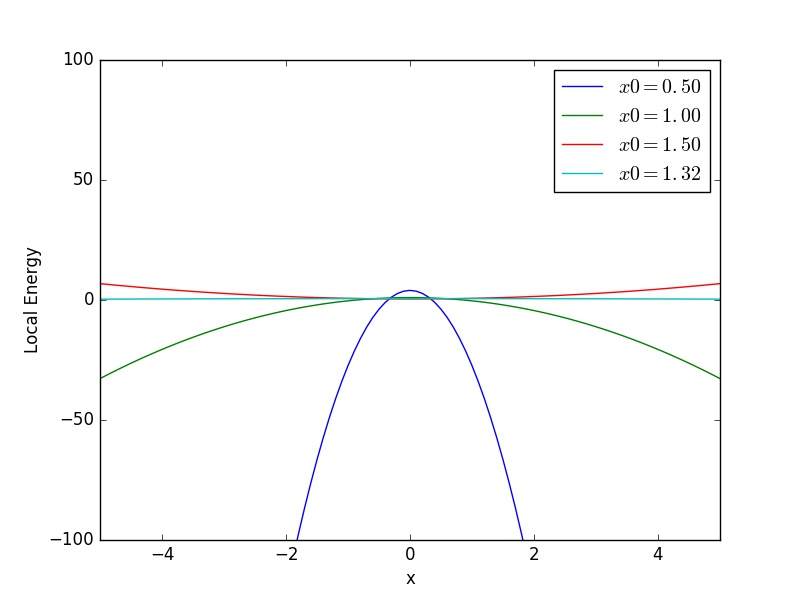 100
50
0
−50
−100
Local Energy
−4
−2
0
2
4
x
x0 = 0.50
x0 = 1.00
x0 = 1.50
x0 = 1.32